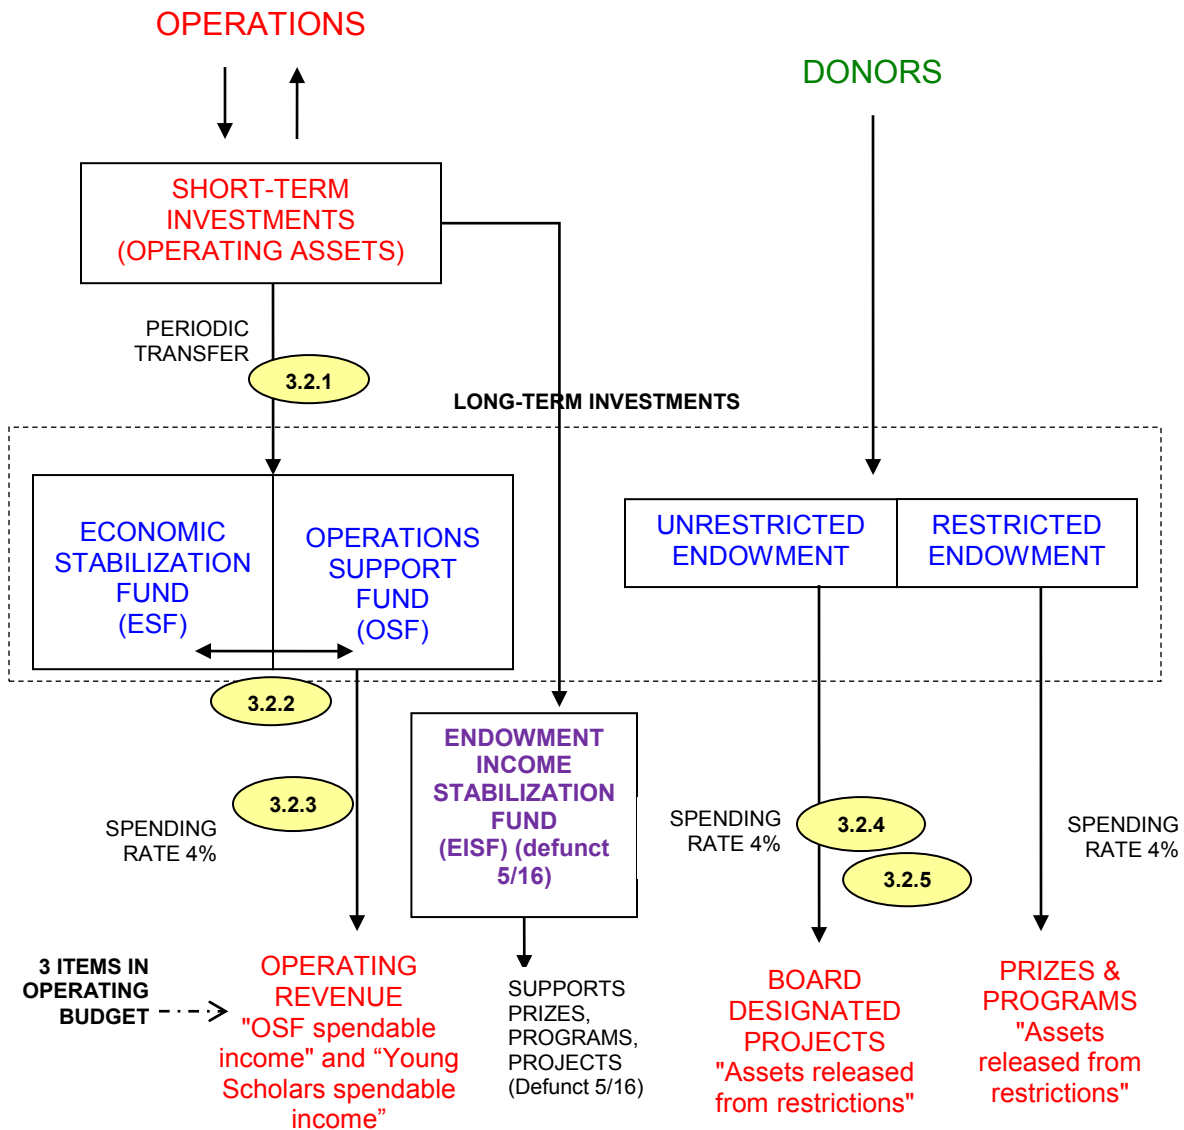 OPERATIONS
DONORS
SHORT-TERM
INVESTMENTS
(OPERATING ASSETS)
PERIODIC
TRANSFER
3.2.1
LONG-TERM INVESTMENTS
ECONOMIC
STABILIZATION
FUND
(ESF)
OPERATIONS
SUPPORT
FUND
(OSF)
UNRESTRICTED
ENDOWMENT
RESTRICTED
ENDOWMENT
3.2.2
3.2.3
SPENDING
RATE 4%
ENDOWMENT
INCOME
STABILIZATION
FUND
(EISF) (defunct
5/16)
SPENDING
RATE 4%
3.2.4
3.2.5
SPENDING
RATE 4%
3 ITEMS IN
OPERATING
BUDGET
OPERATING
REVENUE
"OSF spendable
income" and “Young
Scholars spendable
income”
SUPPORTS
PRIZES,
PROGRAMS,
PROJECTS
(Defunct 5/16)
BOARD
DESIGNATED
PROJECTS
"Assets released
from restrictions"
PRIZES &
PROGRAMS
"Assets
released from
restrictions"